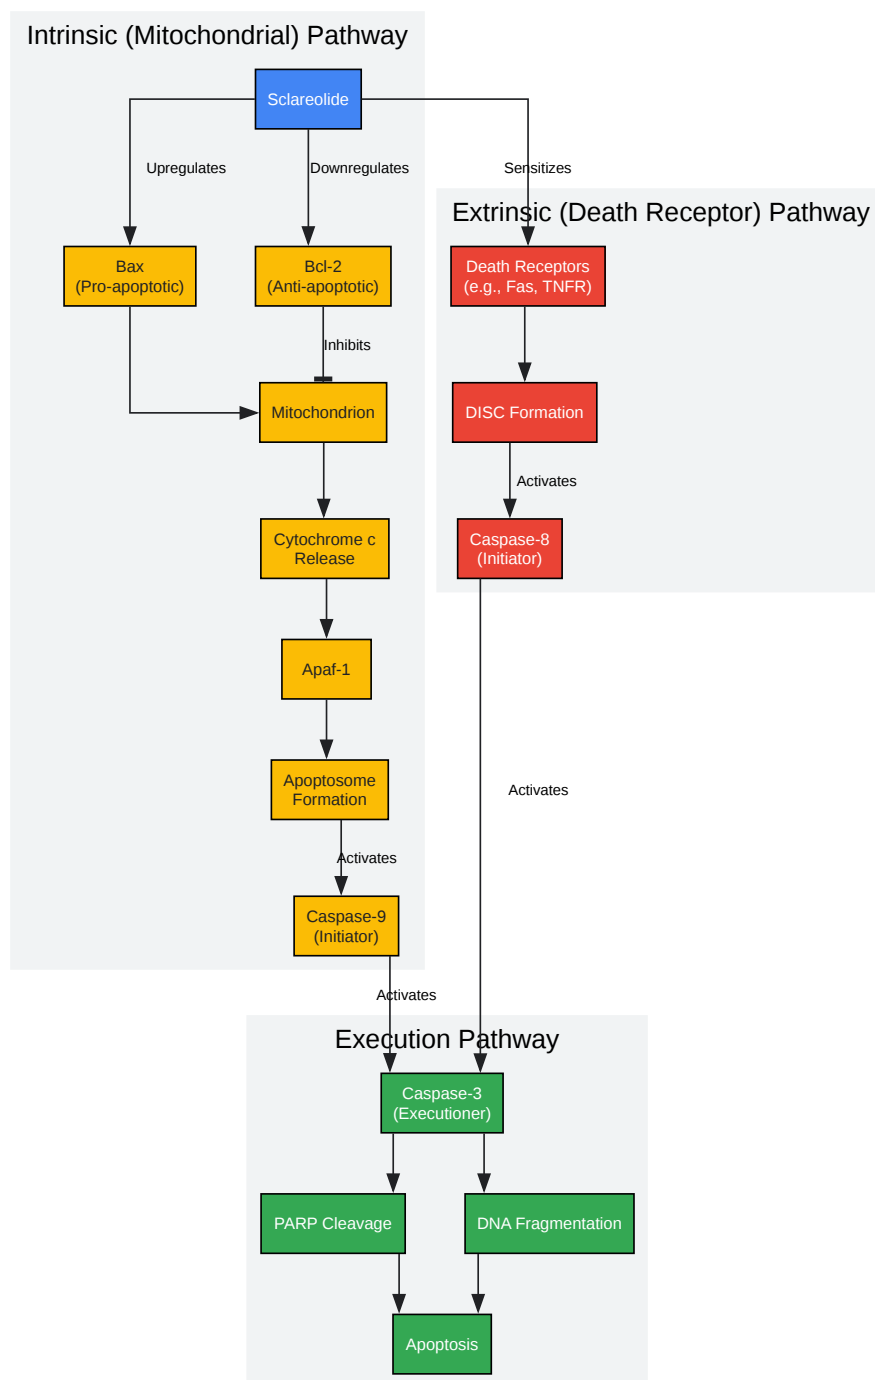 Intrinsic (Mitochondrial) Pathway
Sclareolide
Upregulates
Downregulates
Sensitizes
Extrinsic (Death Receptor) Pathway
Bax
(Pro-apoptotic)
Bcl-2
(Anti-apoptotic)
Death Receptors
(e.g., Fas, TNFR)
Inhibits
Mitochondrion
DISC Formation
Activates
Cytochrome c
Release
Caspase-8
(Initiator)
Apaf-1
Apoptosome
Formation
Activates
Activates
Caspase-9
(Initiator)
Activates
Execution Pathway
Caspase-3
(Executioner)
PARP Cleavage
DNA Fragmentation
Apoptosis